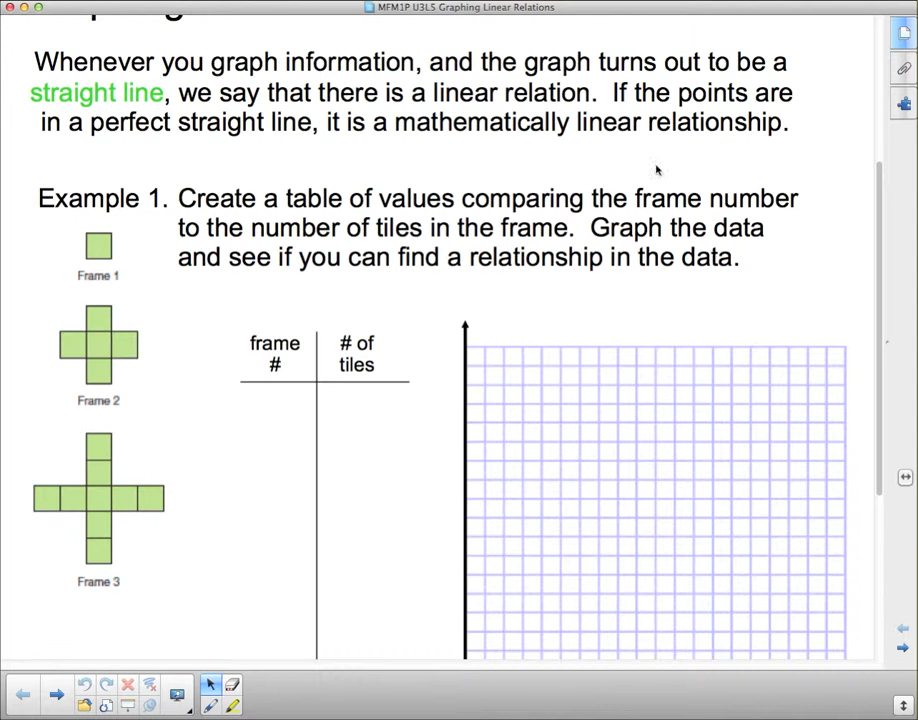 MFM1P U3L5 Graphing Linear Relations
Whenever you graph information, and the graph turns out to be a
straight line, we say that there is a linear relation. If the points are
in a perfect straight line, it is a mathematically linear relationship.
Example 1. Create a table of values comparing the frame number
to the number of tiles in the frame. Graph the data
and see if you can find a relationship in the data.
Frame 1
frame # of
# tiles
Frame 2
Frame 3